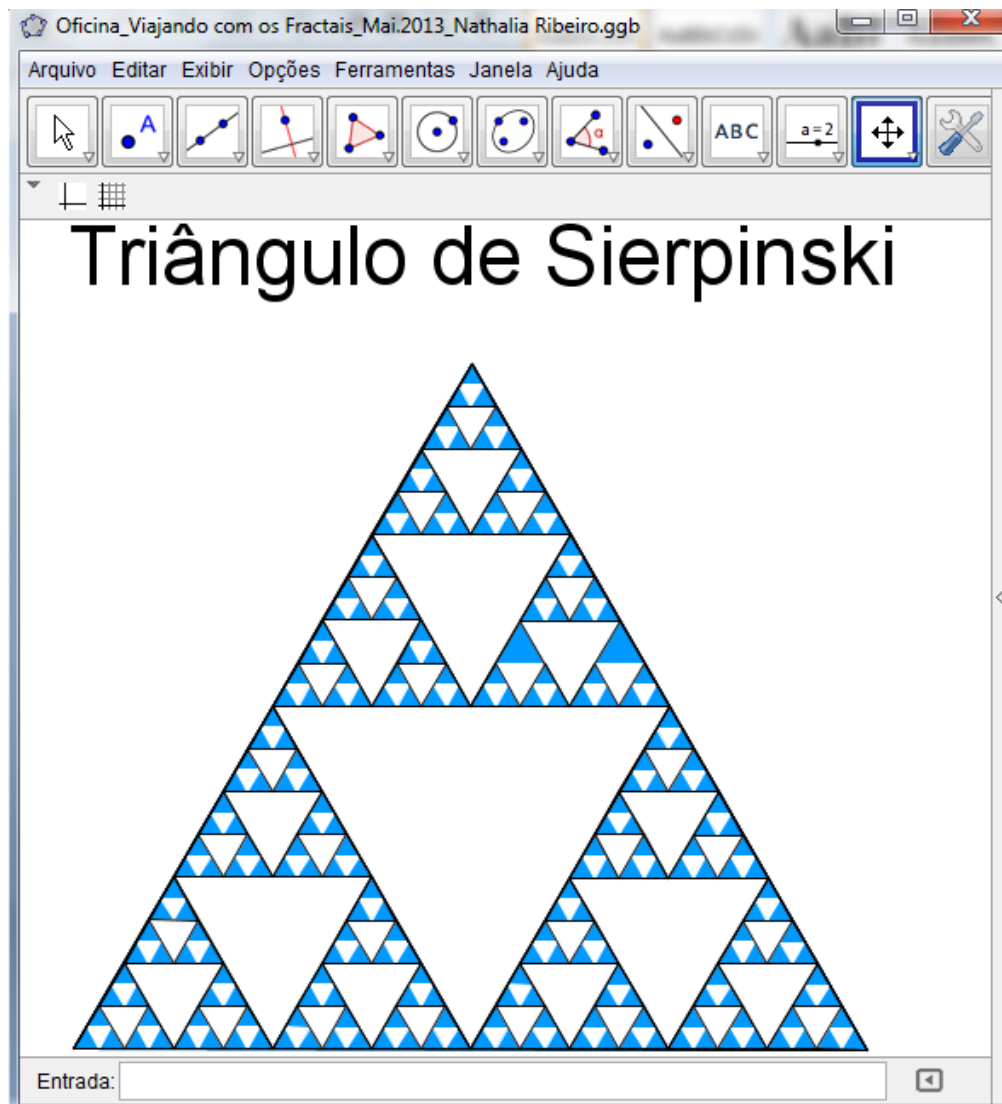 Oficina_Viajando com os Fractais_Mai.2013_Nathalia Ribeiro.ggb
Arquivo Editar Exibir Opções Ferramentas Janela Ajuda
A α ABC a=2
Triângulo de Sierpinski
Entrada: